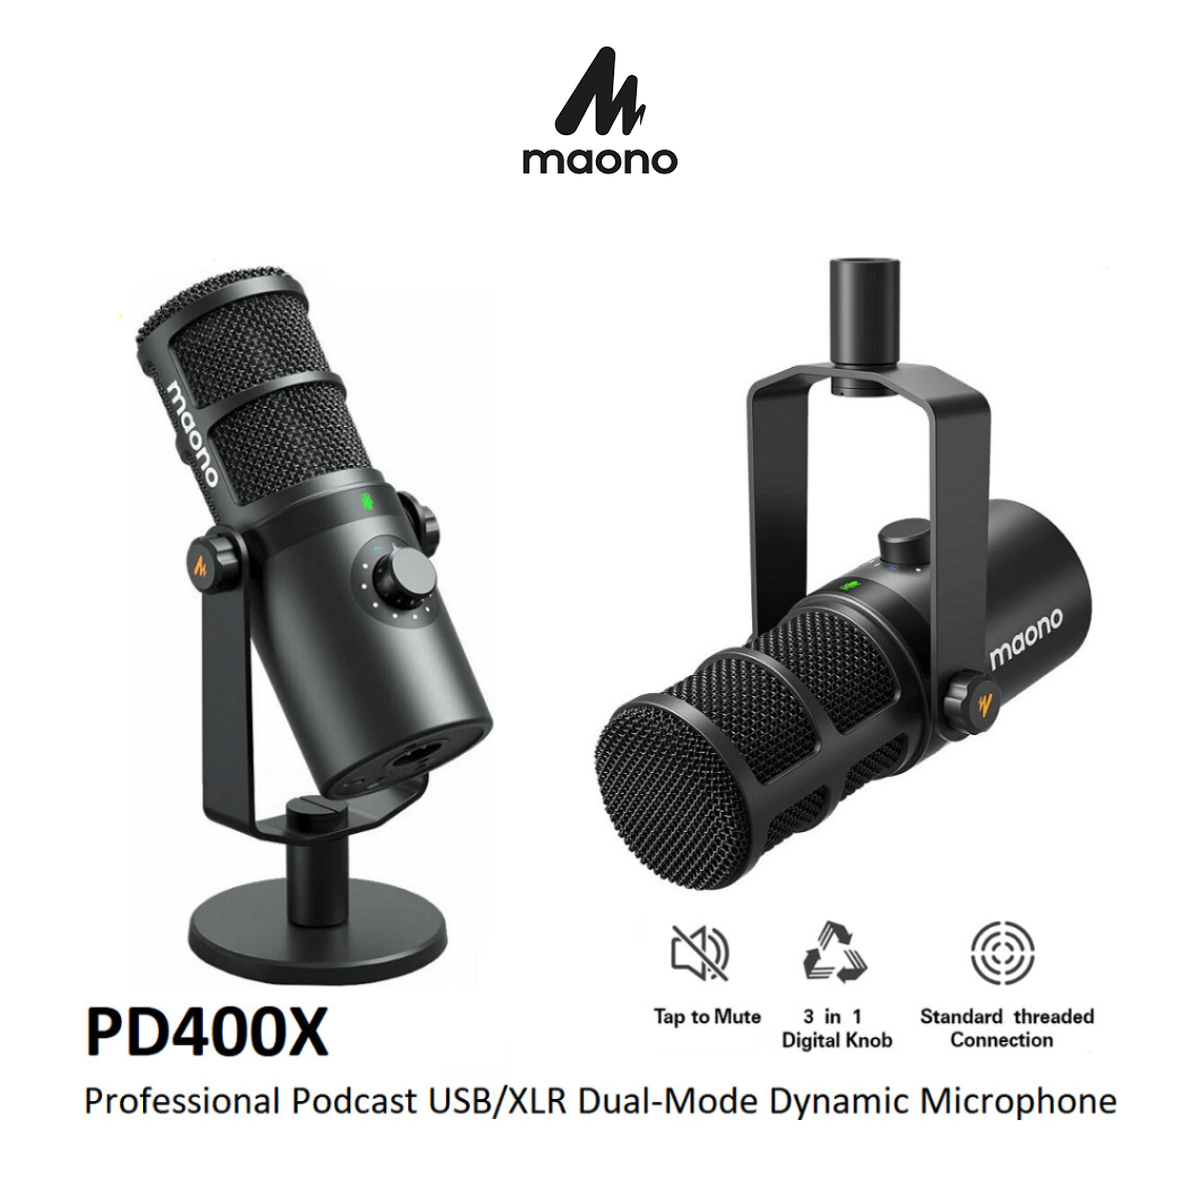 maono
maono
maono
Tap to Mute
3 in 1
Digital Knob
Standard threaded
Connection
PD400X
Professional Podcast USB/XLR Dual-Mode Dynamic Microphone